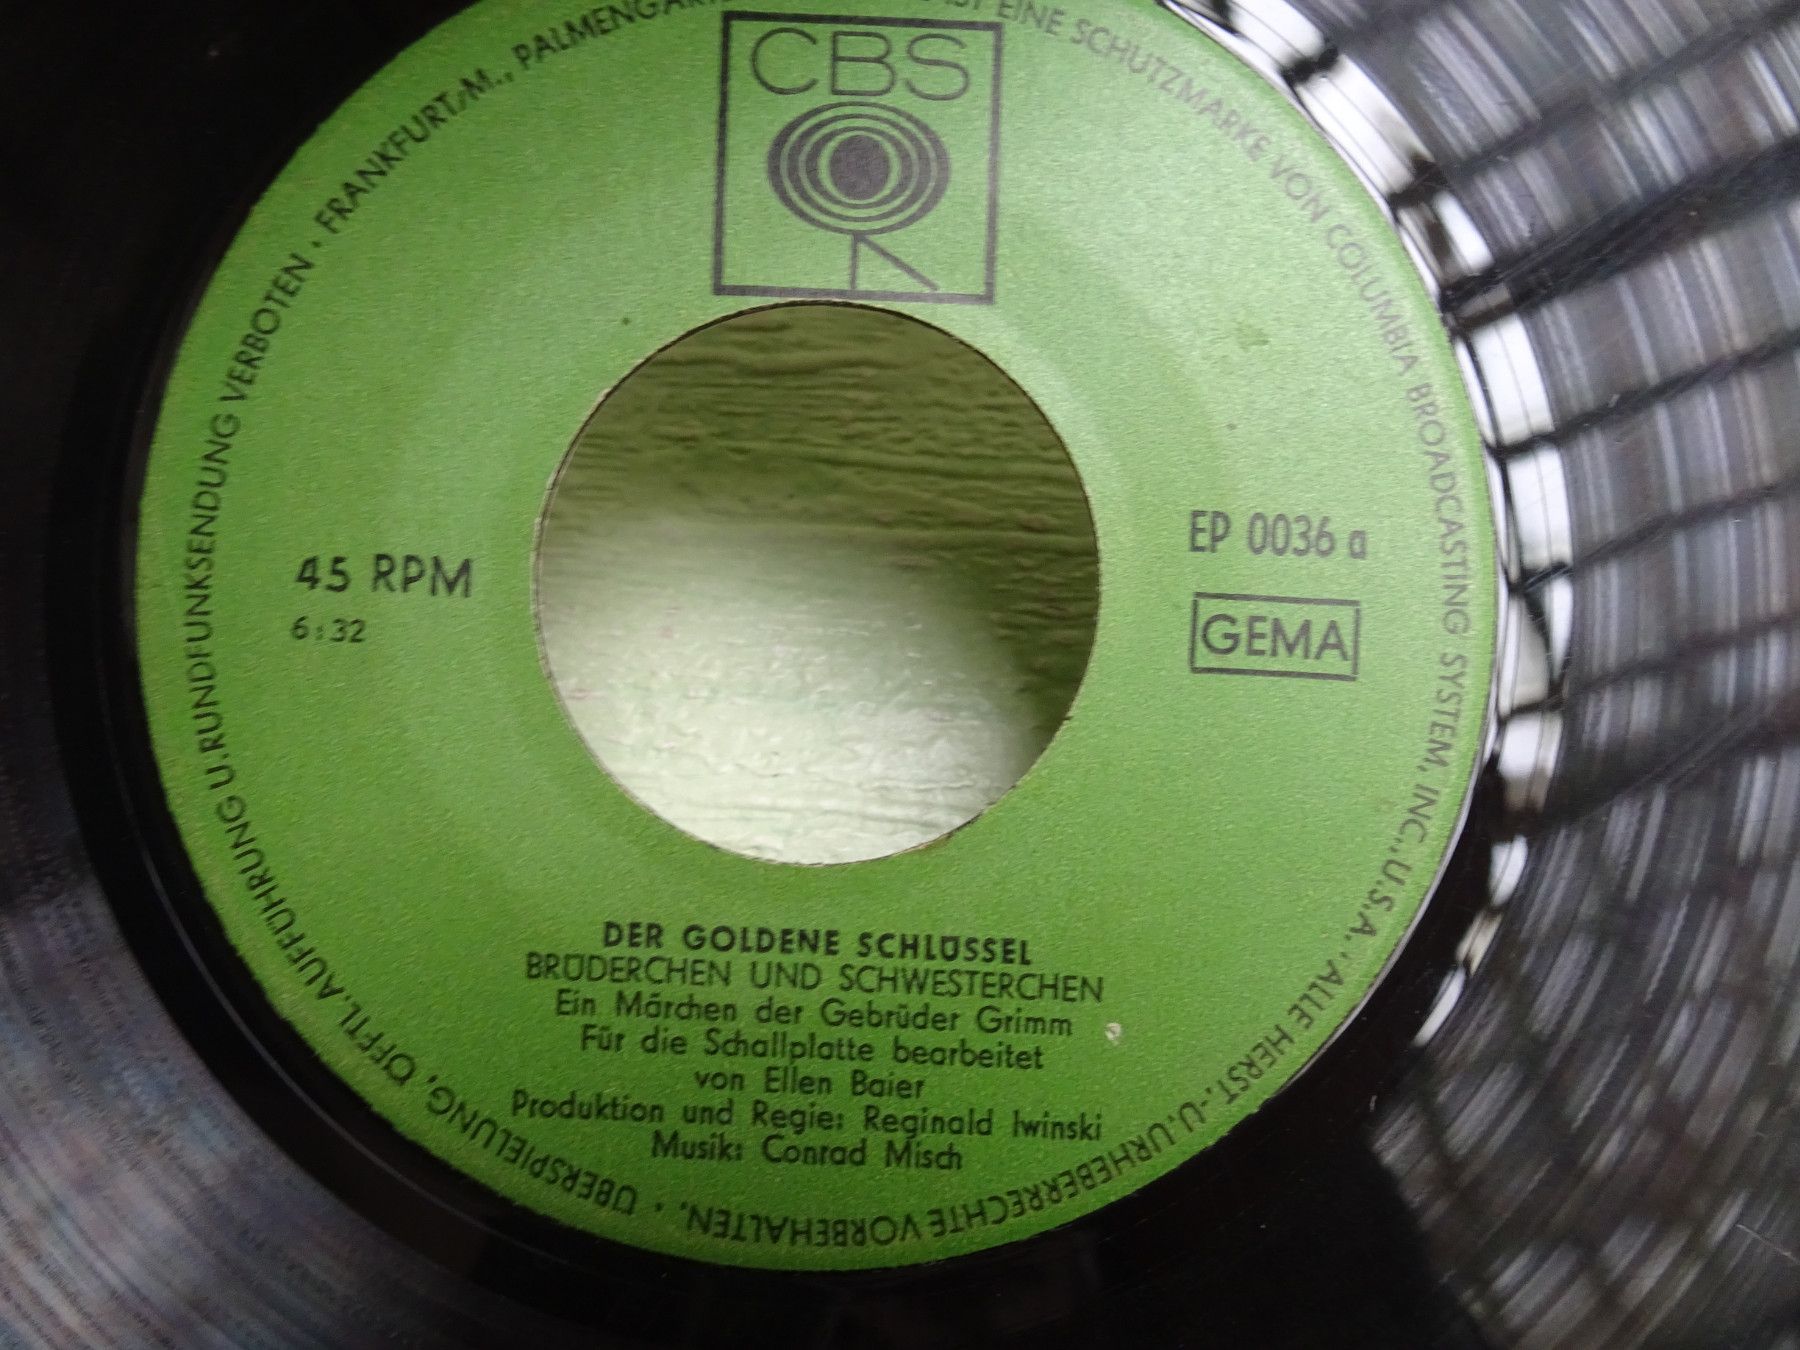 CBS
45 RPM
6:32
EP 0036 a
GEMA
DER GOLDENE SCHLÜSSEL
BRÜDERCHEN UND SCHWESTERCHEN
Ein Märchen der Gebrüder Grimm
Für die Schallplatte bearbeitet
von Ellen Baier
Produktion und Regie: Reginald Iwinski
Musik: Conrad Misch
EINE SCHUTZMARKE VON COLUMBIA BROADCASTING SYSTEM, INC., U.S.A. · ALLE HERST.-U. URHEBERRECHTE VORBEHALTEN. · ÜBERSPIELUNG, ÖFFTL. AUFFÜHRUNG U. RUNDFUNKSENDUNG VERBOTEN · FRANKFURT/M.,